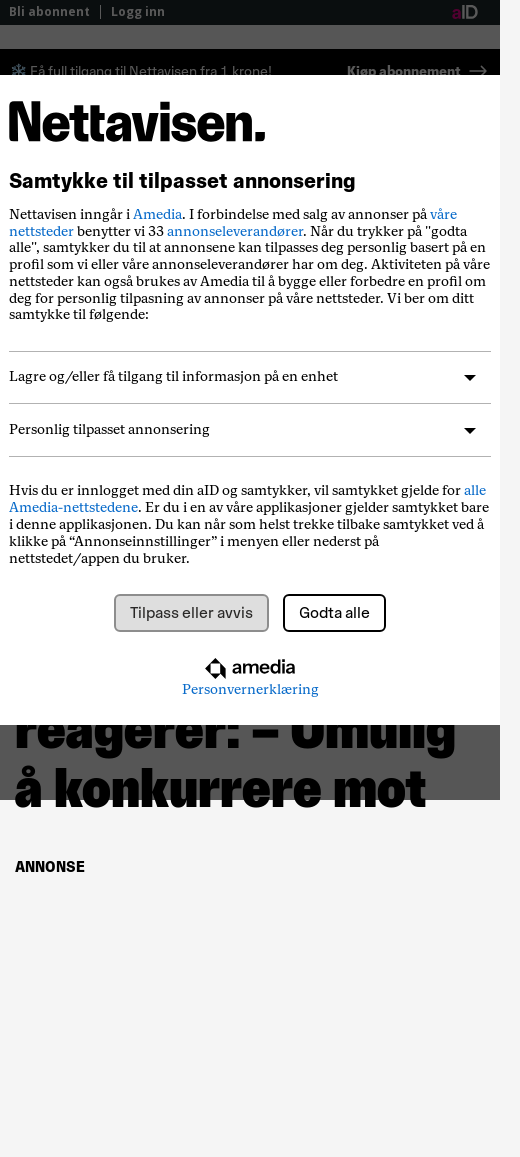 Bli abonnent
Logg inn
aID
Få full tilgang til Nettavisen fra 1 krone!
Kjøp abonnement
Nettavisen.
Samtykke til tilpasset annonsering
Nettavisen inngår i Amedia. I forbindelse med salg av annonser på våre
nettsteder benytter vi 33 annonseleverandører. Når du trykker på "godta
alle", samtykker du til at annonsene kan tilpasses deg personlig basert på en
profil som vi eller våre annonseleverandører har om deg. Aktiviteten på våre
nettsteder kan også brukes av Amedia til å bygge eller forbedre en profil om
deg for personlig tilpasning av annonser på våre nettsteder. Vi ber om ditt
samtykke til følgende:
Lagre og/eller få tilgang til informasjon på en enhet
Personlig tilpasset annonsering
Hvis du er innlogget med din aID og samtykker, vil samtykket gjelde for alle
Amedia-nettstedene. Er du i en av våre applikasjoner gjelder samtykket bare
i denne applikasjonen. Du kan når som helst trekke tilbake samtykket ved å
klikke på “Annonseinnstillinger” i menyen eller nederst på
nettstedet/appen du bruker.
Tilpass eller avvis
Godta alle
amedia
Personvernerklæring
reagerer: – Umulig
å konkurrere mot
ANNONSE